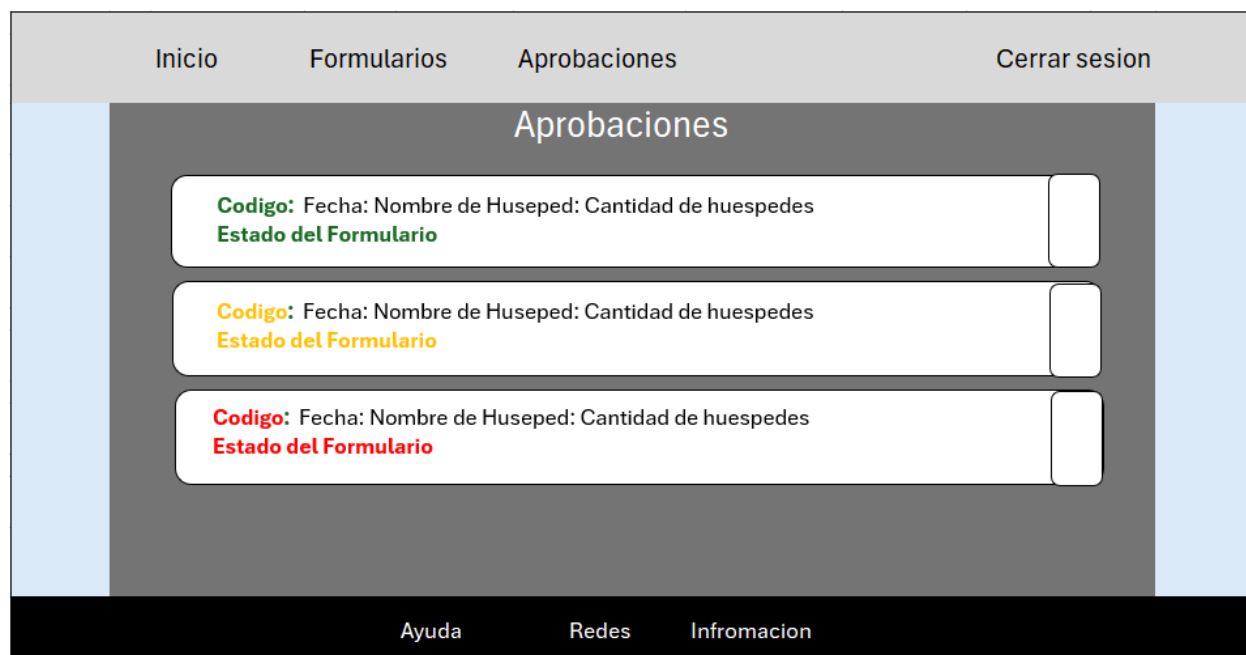 Inicio Formularios Aprobaciones Cerrar sesion
Aprobaciones
Codigo: Fecha: Nombre de Huseped: Cantidad de huespedes
Estado del Formulario
Codigo: Fecha: Nombre de Huseped: Cantidad de huespedes
Estado del Formulario
Codigo: Fecha: Nombre de Huseped: Cantidad de huespedes
Estado del Formulario
Ayuda Redes Infromacion